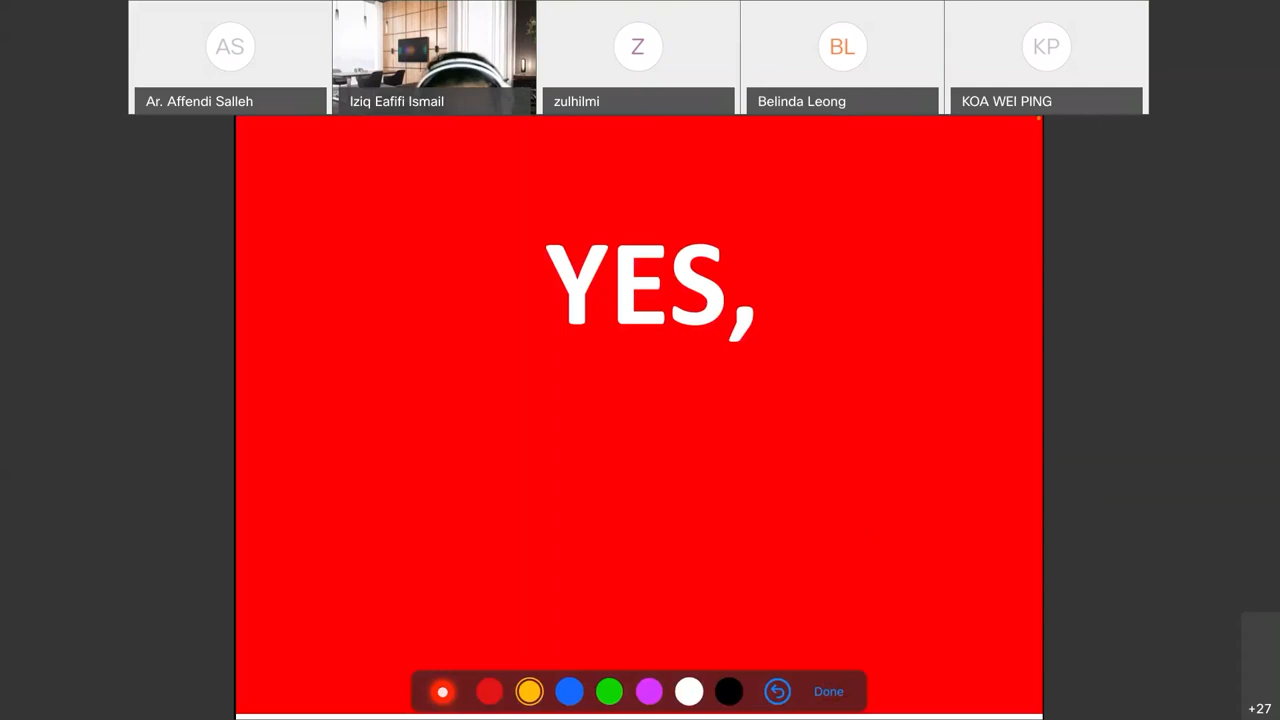 AS
Z
BL
KP
Ar. Affendi Salleh
Iziq Eafifi Ismail
zulhilmi
Belinda Leong
KOA WEI PING
YES,
Done
+27